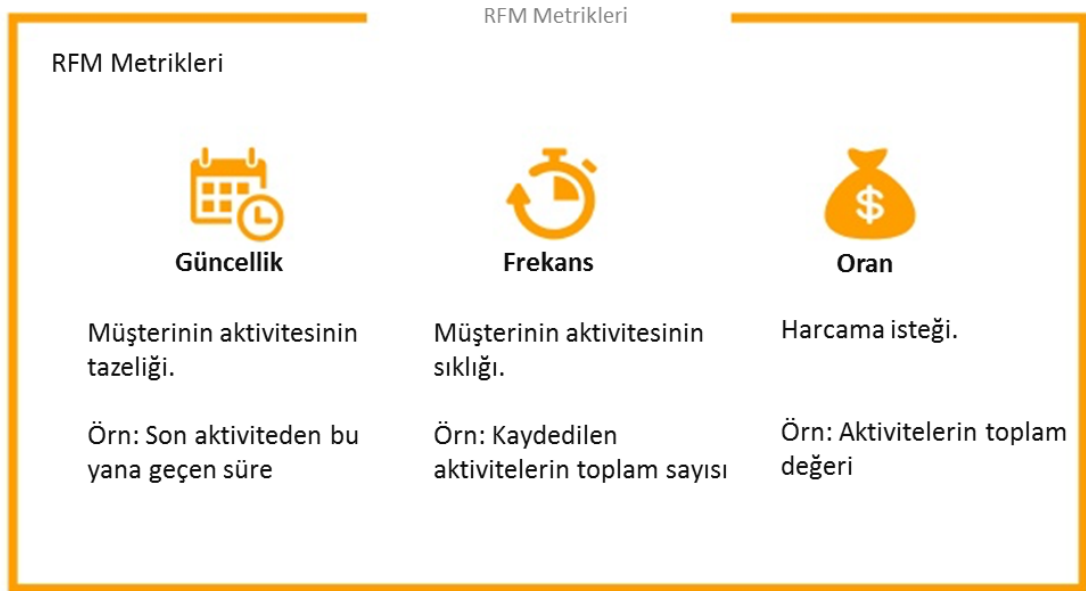 RFM Metrikleri
RFM Metrikleri
$
Güncellik
Frekans
Oran
Müşterinin aktivitesinin
tazeliği.
Örn: Son aktiviteden bu
yana geçen süre
Müşterinin aktivitesinin
sıklığı.
Örn: Kaydedilen
aktivitelerin toplam sayısı
Harcama isteği.
Örn: Aktivitelerin toplam
değeri